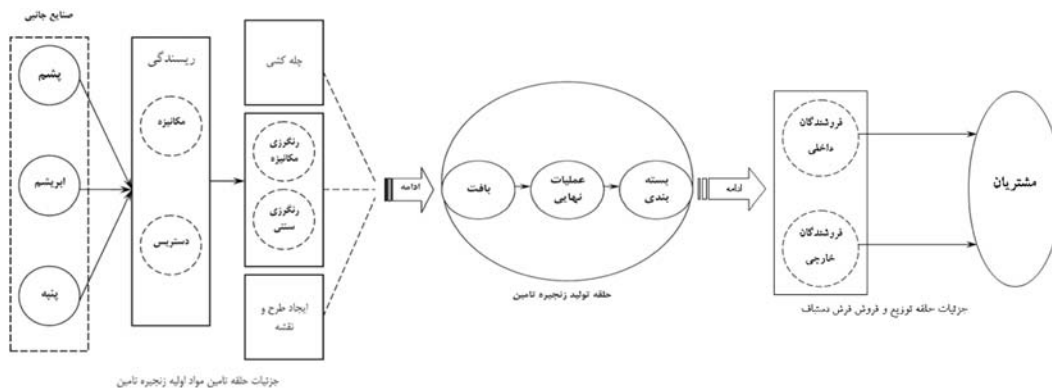 صنایع جانبی
پشم
ابریشم
پنبه
ریسندگی
مکانیزه
دستریس
چله کشی
رنگرزی
مکانیزه
رنگرزی
سنتی
ایجاد طرح و
نقشه
جزئیات حلقه تامین مواد اولیه زنجیره تامین
ادامه
بافت
عملیات
نهایی
بسته
بندی
حلقه تولید زنجیره تامین
ادامه
فروشندگان
داخلی
فروشندگان
خارجی
جزئیات حلقه توزیع و فروش فرش دستباف
مشتریان